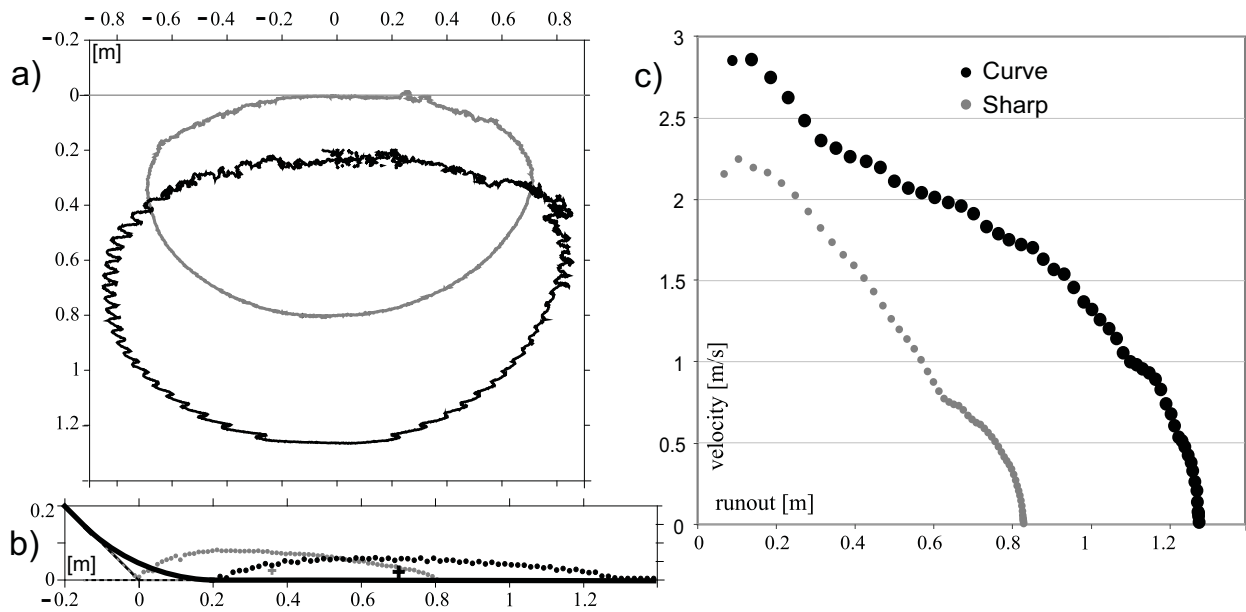 -0.8 -0.6 -0.4 -0.2 0 0.2 0.4 0.6 0.8
a)
[m]
-0.2
0
0.2
0.4
0.6
0.8
1
1.2
b)
[m]
0.2
0
-0.2 0 0.2 0.4 0.6 0.8 1 1.2
c)
Curve
Sharp
3
2.5
2
1.5
1
0.5
0
velocity [m/s]
runout [m]
0 0.2 0.4 0.6 0.8 1 1.2